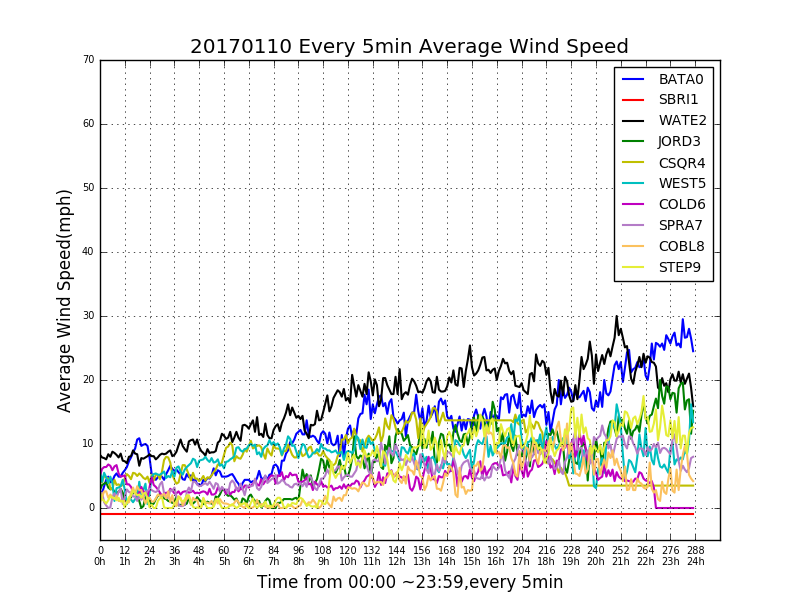 20170110 Every 5min Average Wind Speed
Average Wind Speed(mph)
70
60
50
40
30
20
10
0
BATA0
SBRI1
WATE2
JORD3
CSQR4
WEST5
COLD6
SPRA7
COBL8
STEP9
0 12 24 36 48 60 72 84 96 108 120 132 144 156 168 180 192 204 216 228 240 252 264 276 288
0h 1h 2h 3h 4h 5h 6h 7h 8h 9h 10h 11h 12h 13h 14h 15h 16h 17h 18h 19h 20h 21h 22h 23h 24h
Time from 00:00 ~23:59,every 5min